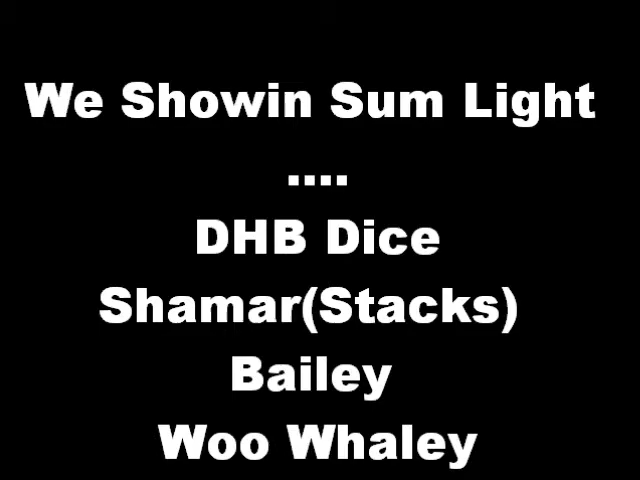 We Showin Sum Light
....
DHB Dice
Shamar(Stacks)
Bailey
Woo Whaley